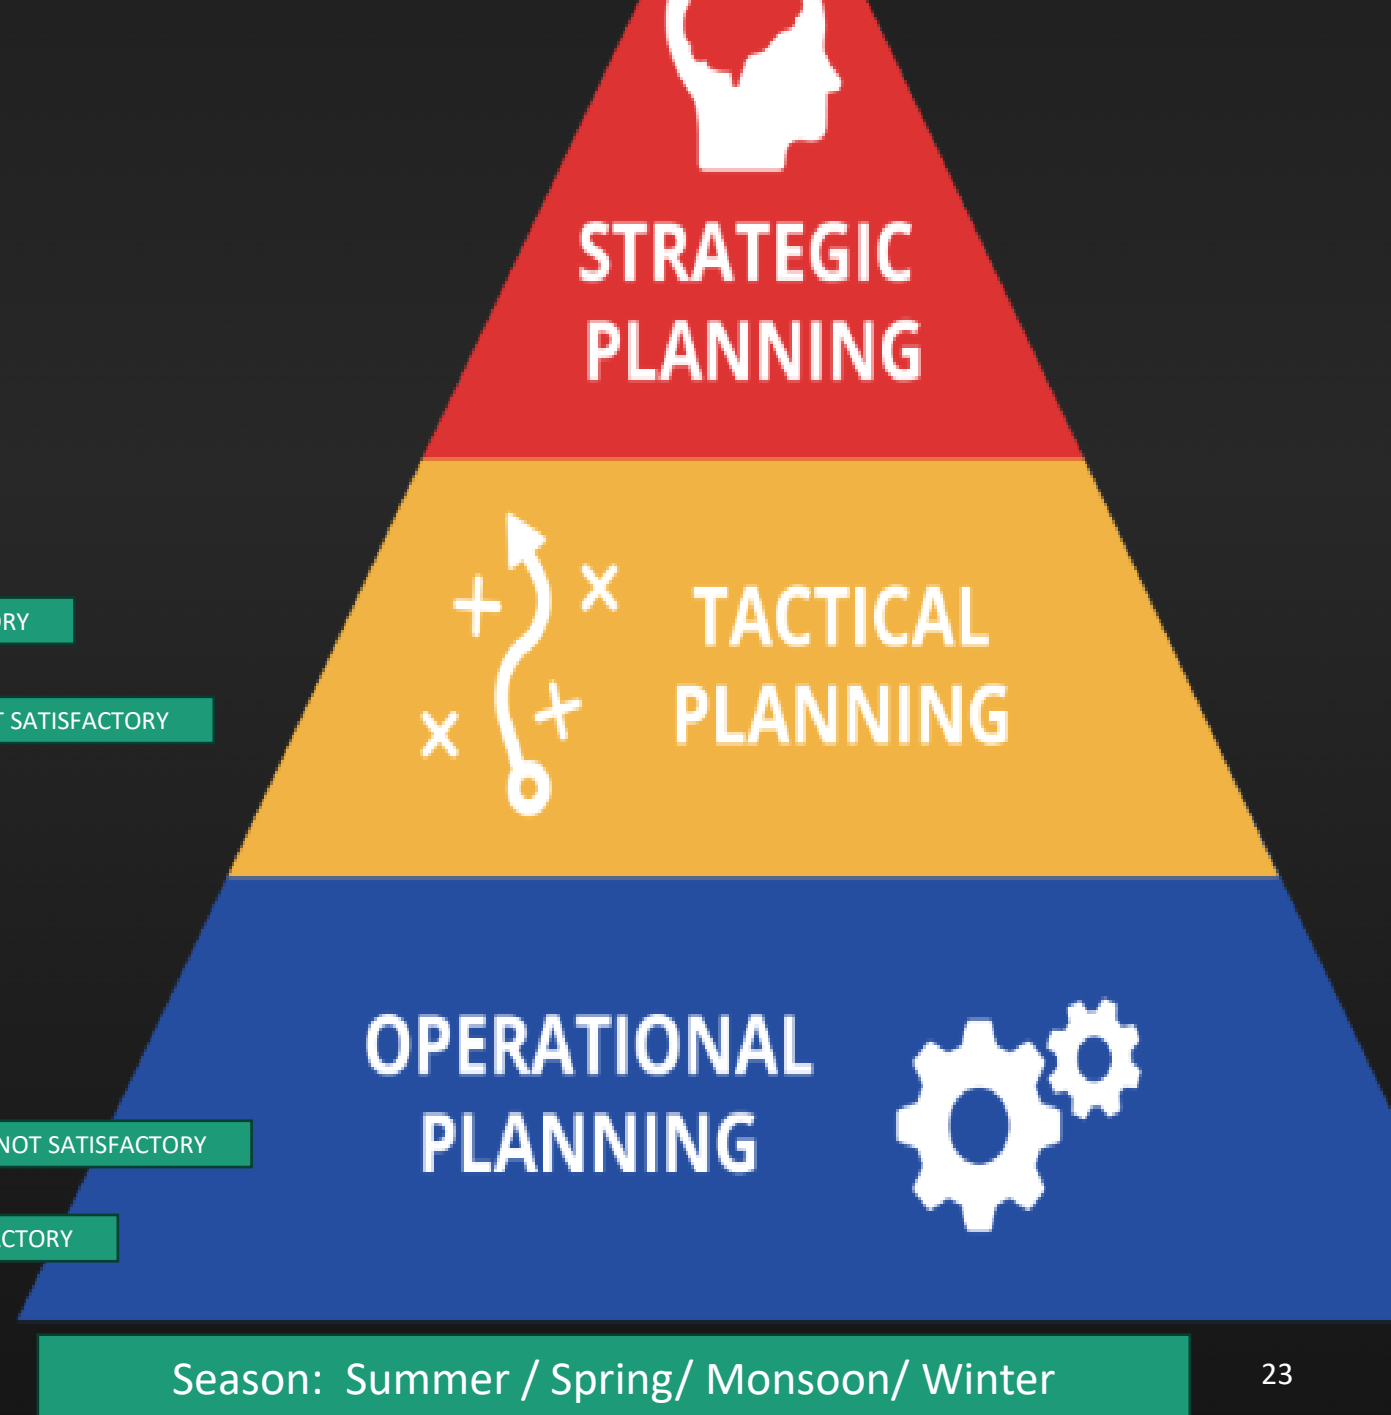 STRATEGIC
PLANNING
TACTICAL
PLANNING
SATISFACTORY
OPERATIONAL
PLANNING
NOT SATISFACTORY
Season:  Summer / Spring/ Monsoon/ Winter
23